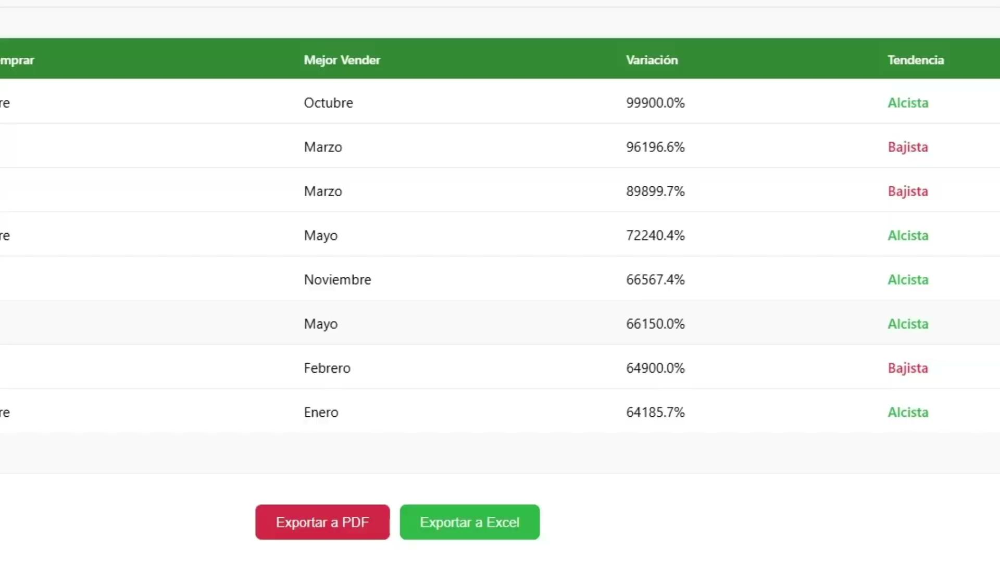 mprar Mejor Vender Variación Tendencia
re Octubre 99900.0% Alcista
Marzo 96196.6% Bajista
Marzo 89899.7% Bajista
re Mayo 72240.4% Alcista
Noviembre 66567.4% Alcista
Mayo 66150.0% Alcista
Febrero 64900.0% Bajista
re Enero 64185.7% Alcista
Exportar a PDF Exportar a Excel